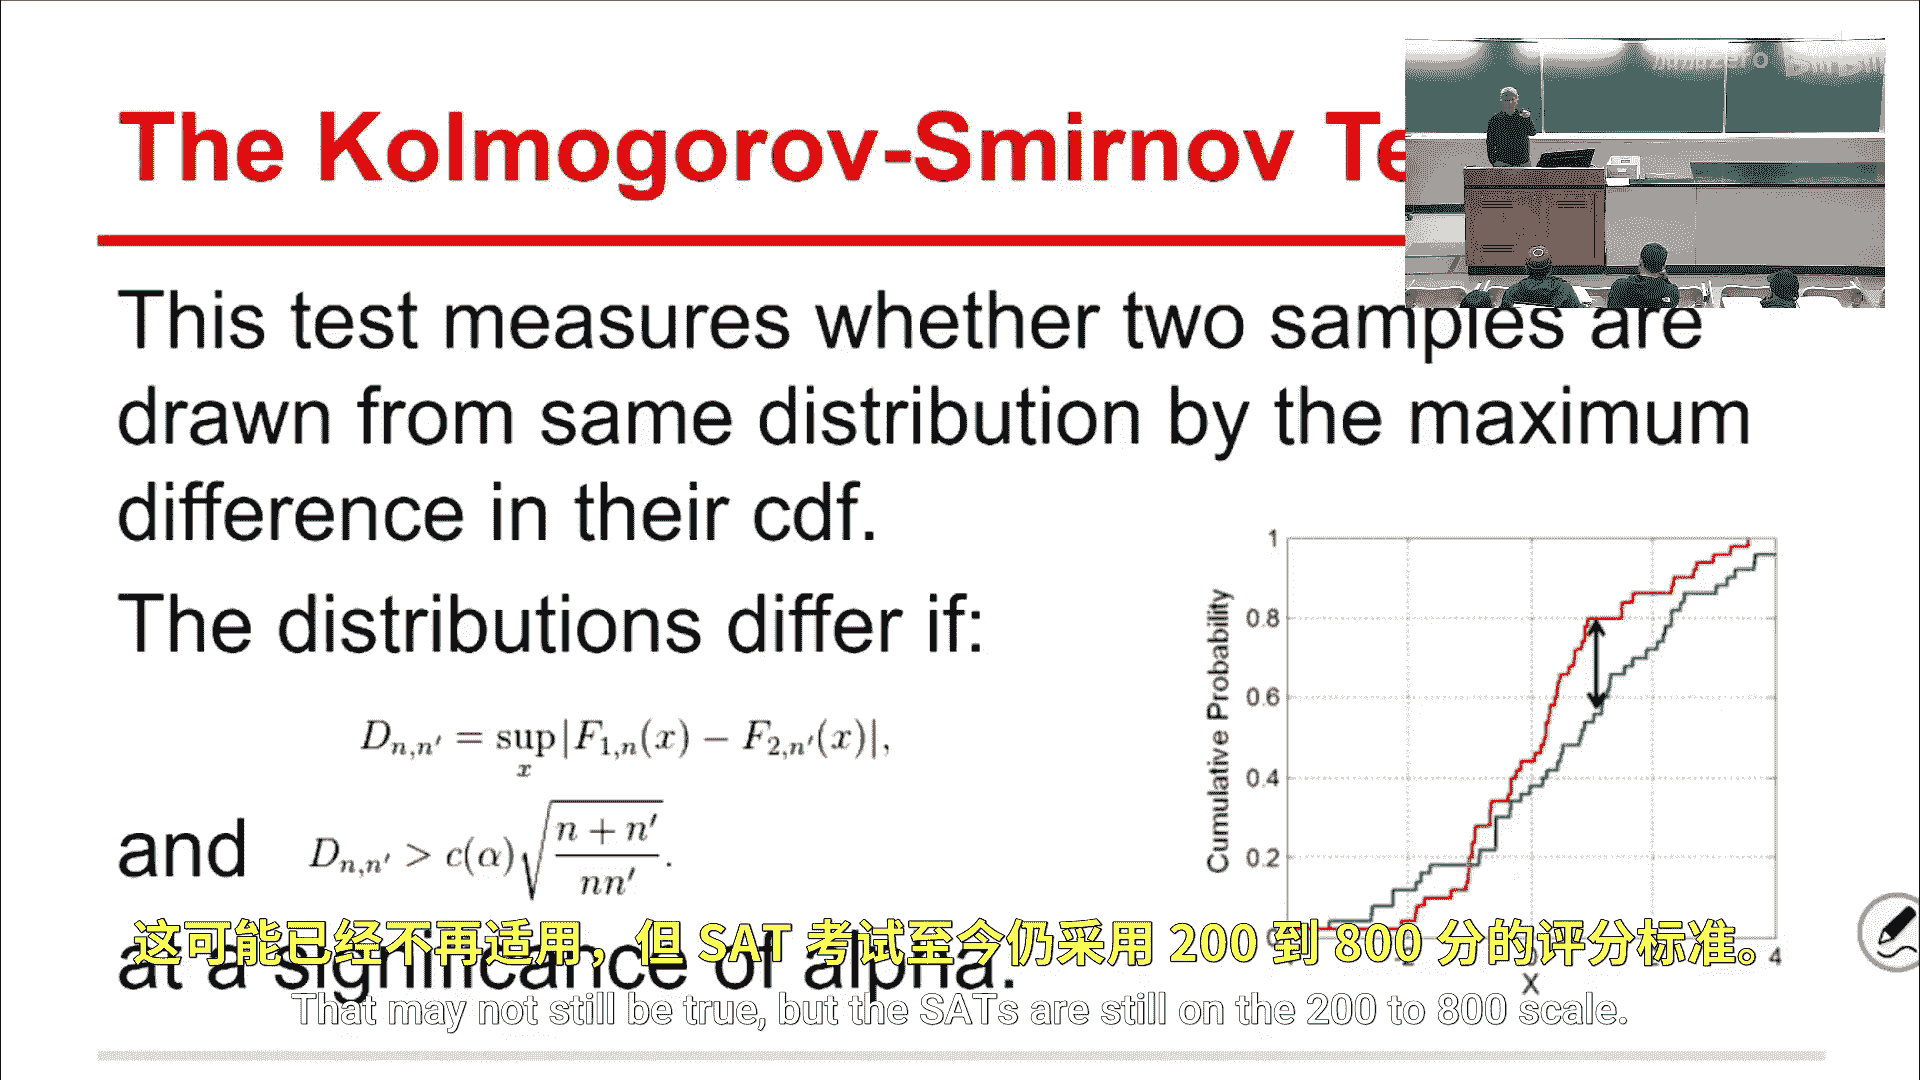 The Kolmogorov-Smirnov Te
This test measures whether two samples are
drawn from same distribution by the maximum
difference in their cdf.
The distributions differ if:
D_{n,n'} = sup_x |F_{1,n}(x) − F_{2,n'}(x)|,
and D_{n,n'} > c(α)√((n + n')/(nn')).
at a significance of alpha.
Cumulative Probability
1
0.8
0.6
0.4
0.2
4
X
这可能已经不再适用，但 SAT 考试至今仍采用 200 到 800 分的评分标准。
That may not still be true, but the SATs are still on the 200 to 800 scale.